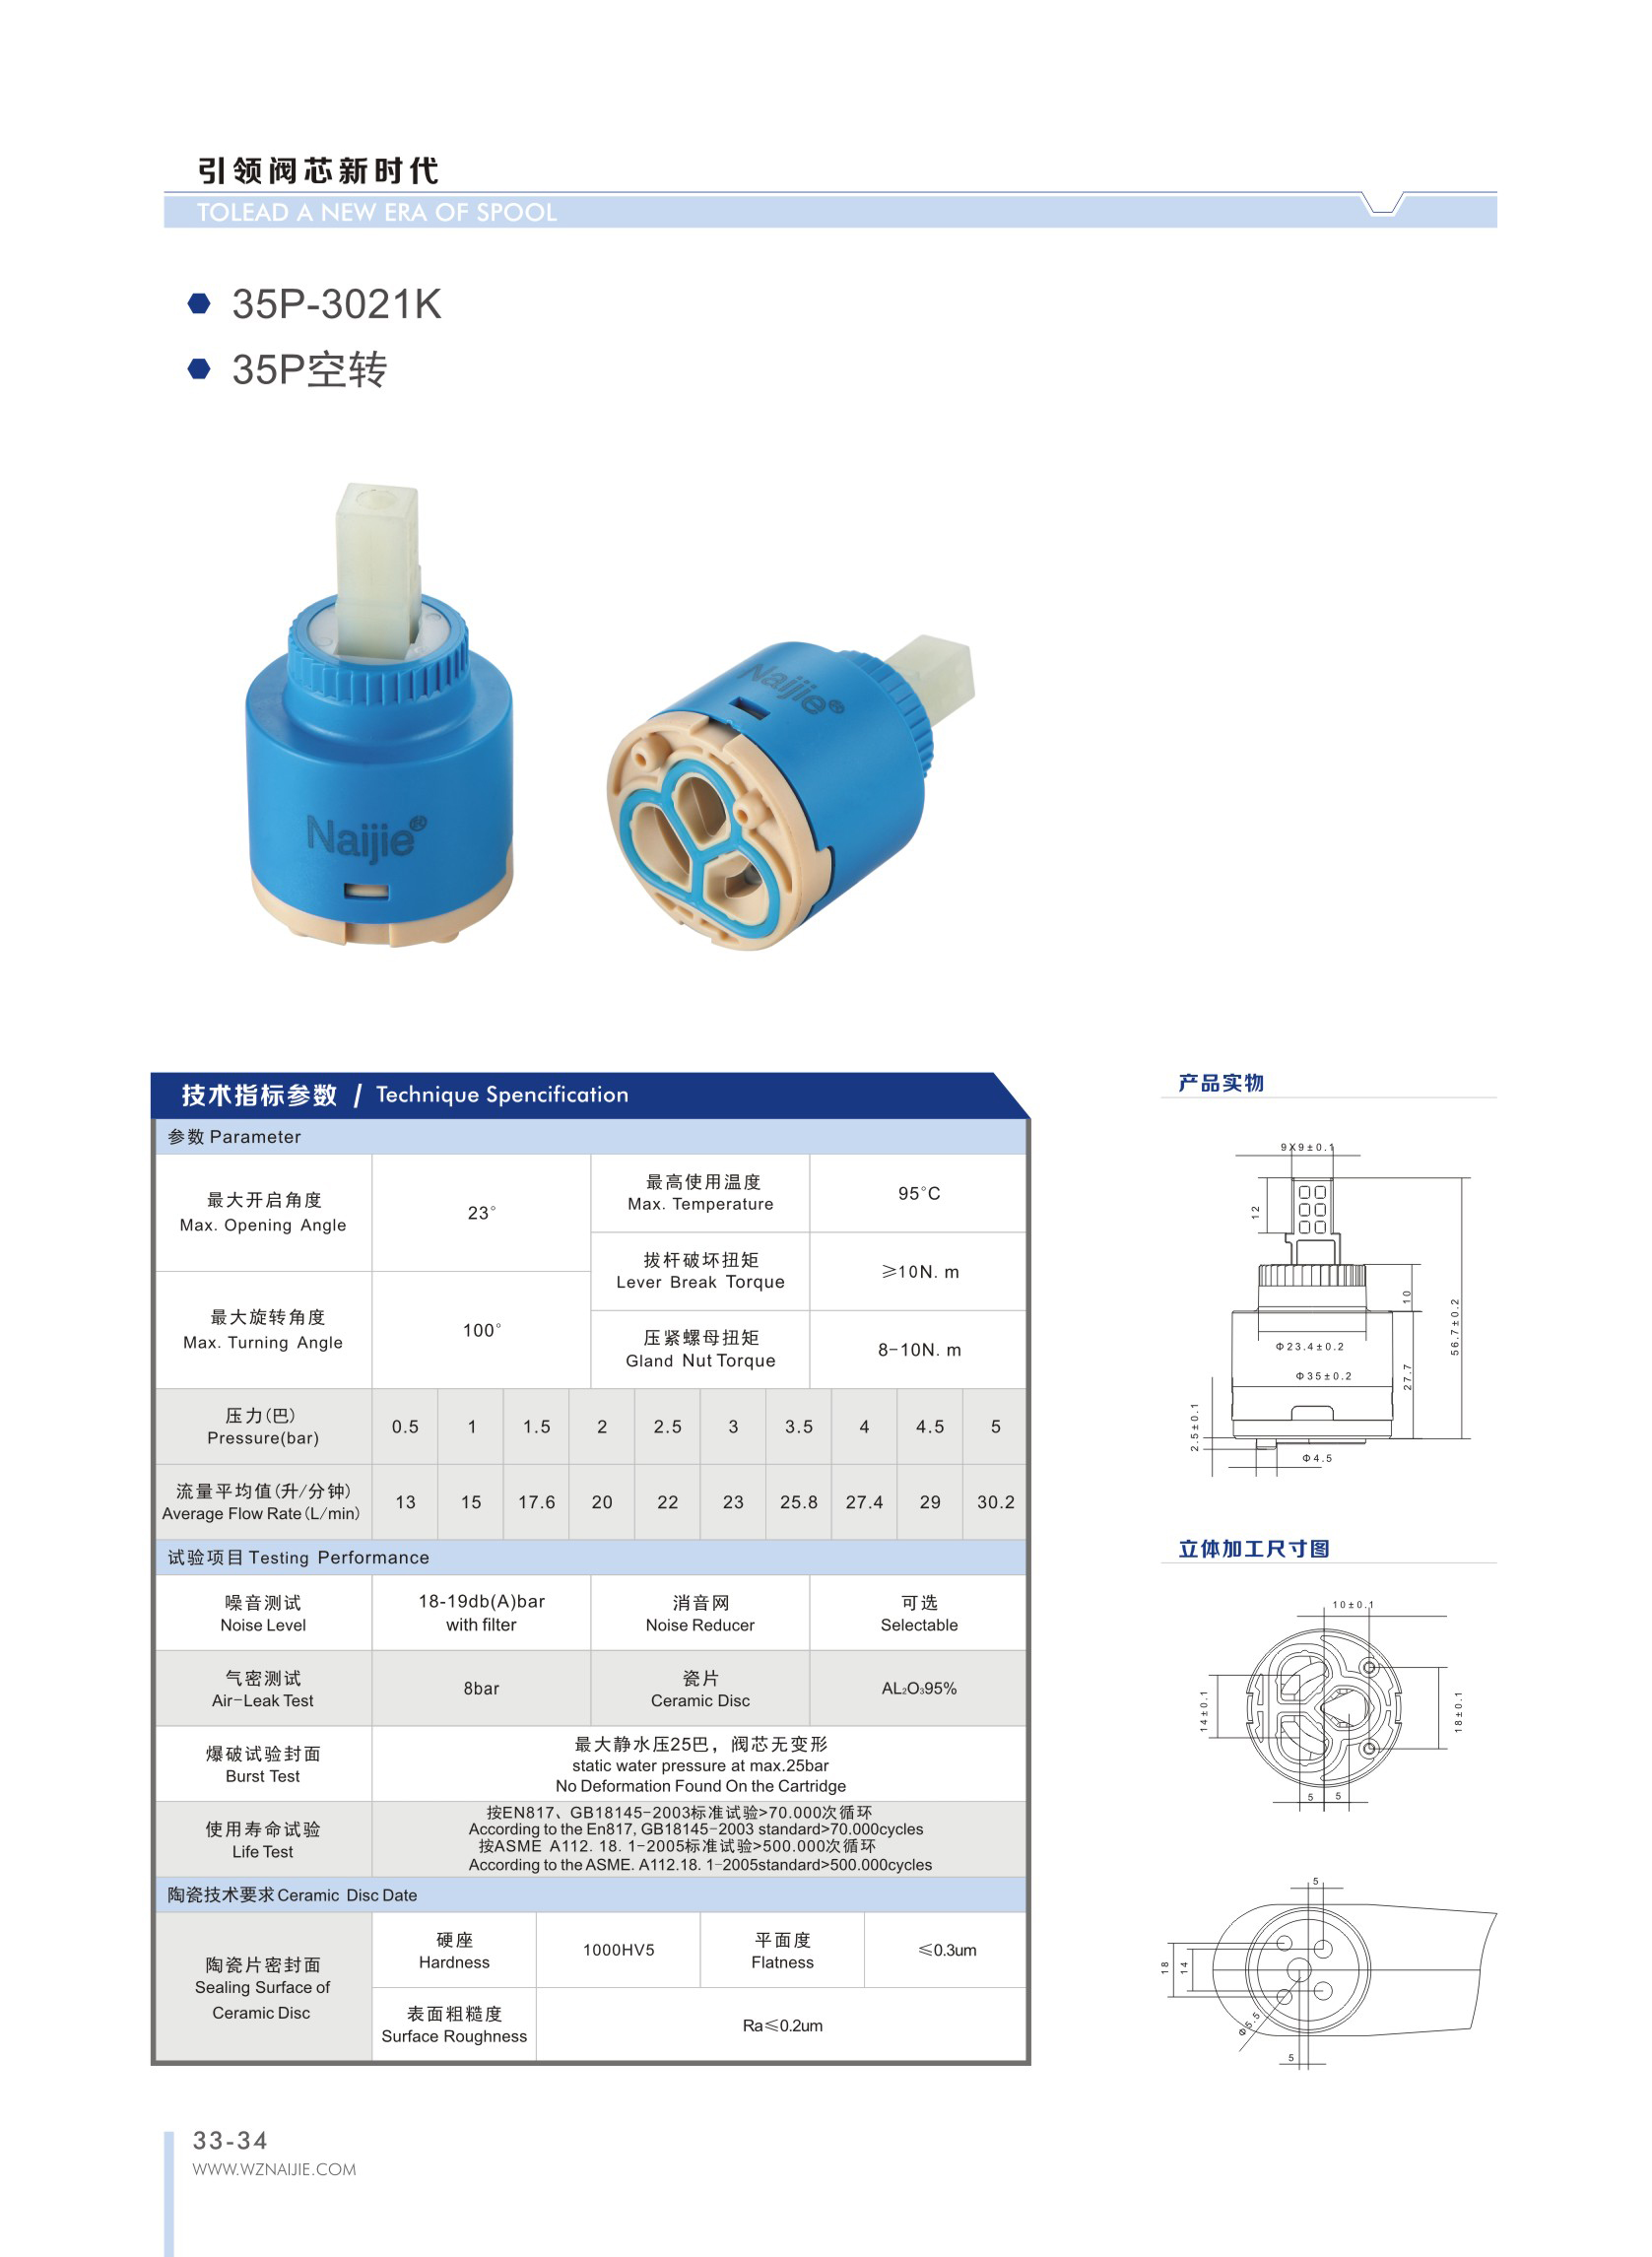 引领阀芯新时代
TOLEAD A NEW ERA OF SPOOL
35P-3021K
35P空转
Naijie®
Naijie®
技术指标参数 / Technique Spencification
参数 Parameter
最大开启角度
Max. Opening Angle
23°
最高使用温度
Max. Temperature
95°C
拔杆破坏扭矩
Lever Break Torque
≥10N. m
最大旋转角度
Max. Turning Angle
100°
压紧螺母扭矩
Gland Nut Torque
8-10N. m
压力(巴)
Pressure(bar)
0.5 1 1.5 2 2.5 3 3.5 4 4.5 5
流量平均值(升/分钟)
Average Flow Rate(L/min)
13 15 17.6 20 22 23 25.8 27.4 29 30.2
试验项目 Testing Performance
噪音测试
Noise Level
18-19db(A)bar
with filter
消音网
Noise Reducer
可选
Selectable
气密测试
Air-Leak Test
8bar
瓷片
Ceramic Disc
AL₂O₃95%
爆破试验封面
Burst Test
最大静水压25巴，阀芯无变形
static water pressure at max.25bar
No Deformation Found On the Cartridge
使用寿命试验
Life Test
按EN817、GB18145-2003标准试验>70.000次循环
According to the En817, GB18145-2003 standard>70.000cycles
按ASME A112. 18. 1-2005标准试验>500.000次循环
According to the ASME. A112.18. 1-2005standard>500.000cycles
陶瓷技术要求 Ceramic Disc Date
陶瓷片密封面
Sealing Surface of
Ceramic Disc
硬座
Hardness
1000HV5
平面度
Flatness
≤0.3um
表面粗糙度
Surface Roughness
Ra≤0.2um
产品实物
9X9±0.1
12
10
56.7±0.2
Φ23.4±0.2
Φ35±0.2
27.7
2.5±0.1
Φ4.5
立体加工尺寸图
10±0.1
14±0.1
18±0.1
5 5
5
18
14
Φ5.5
5
33-34
WWW.WZNAIJIE.COM